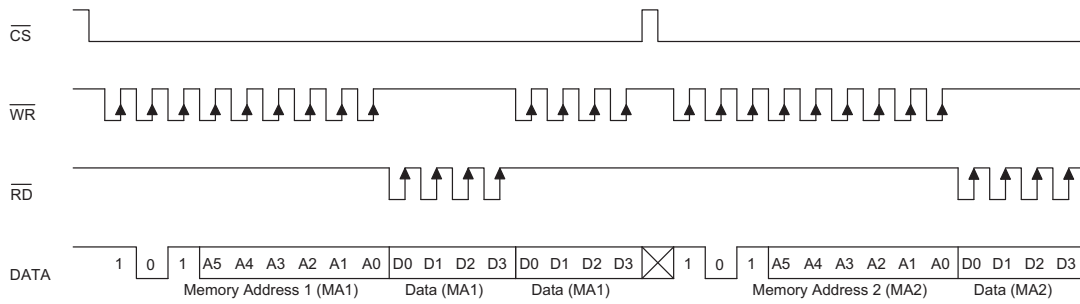 CS
WR
RD
DATA 1 0 1 A5 A4 A3 A2 A1 A0 D0 D1 D2 D3 D0 D1 D2 D3 1 0 1 A5 A4 A3 A2 A1 A0 D0 D1 D2 D3
Memory Address 1 (MA1) Data (MA1) Data (MA1) Memory Address 2 (MA2) Data (MA2)